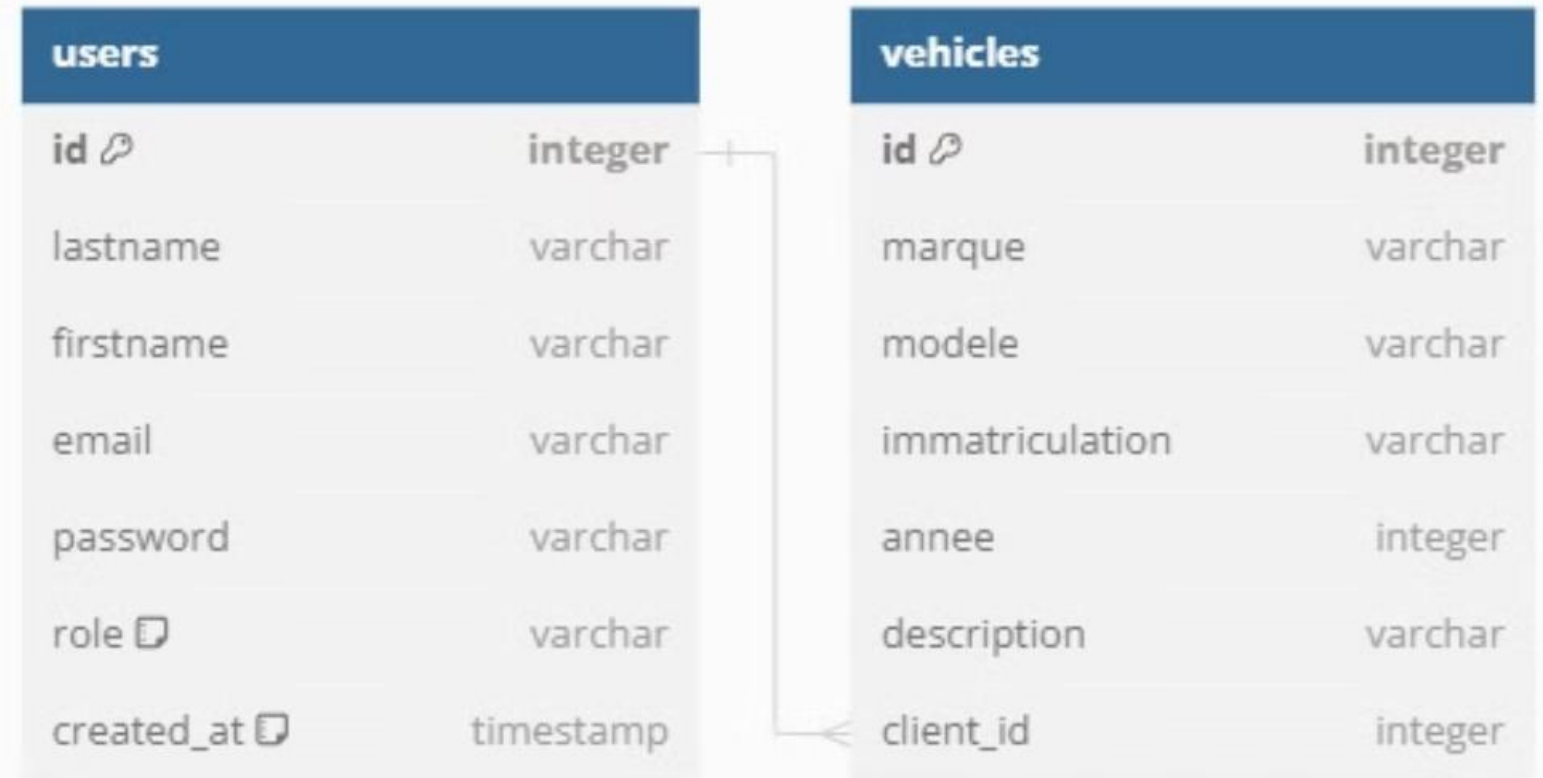 users
id integer
lastname varchar
firstname varchar
email varchar
password varchar
role varchar
created_at timestamp
vehicles
id integer
marque varchar
modele varchar
immatriculation varchar
annee integer
description varchar
client_id integer